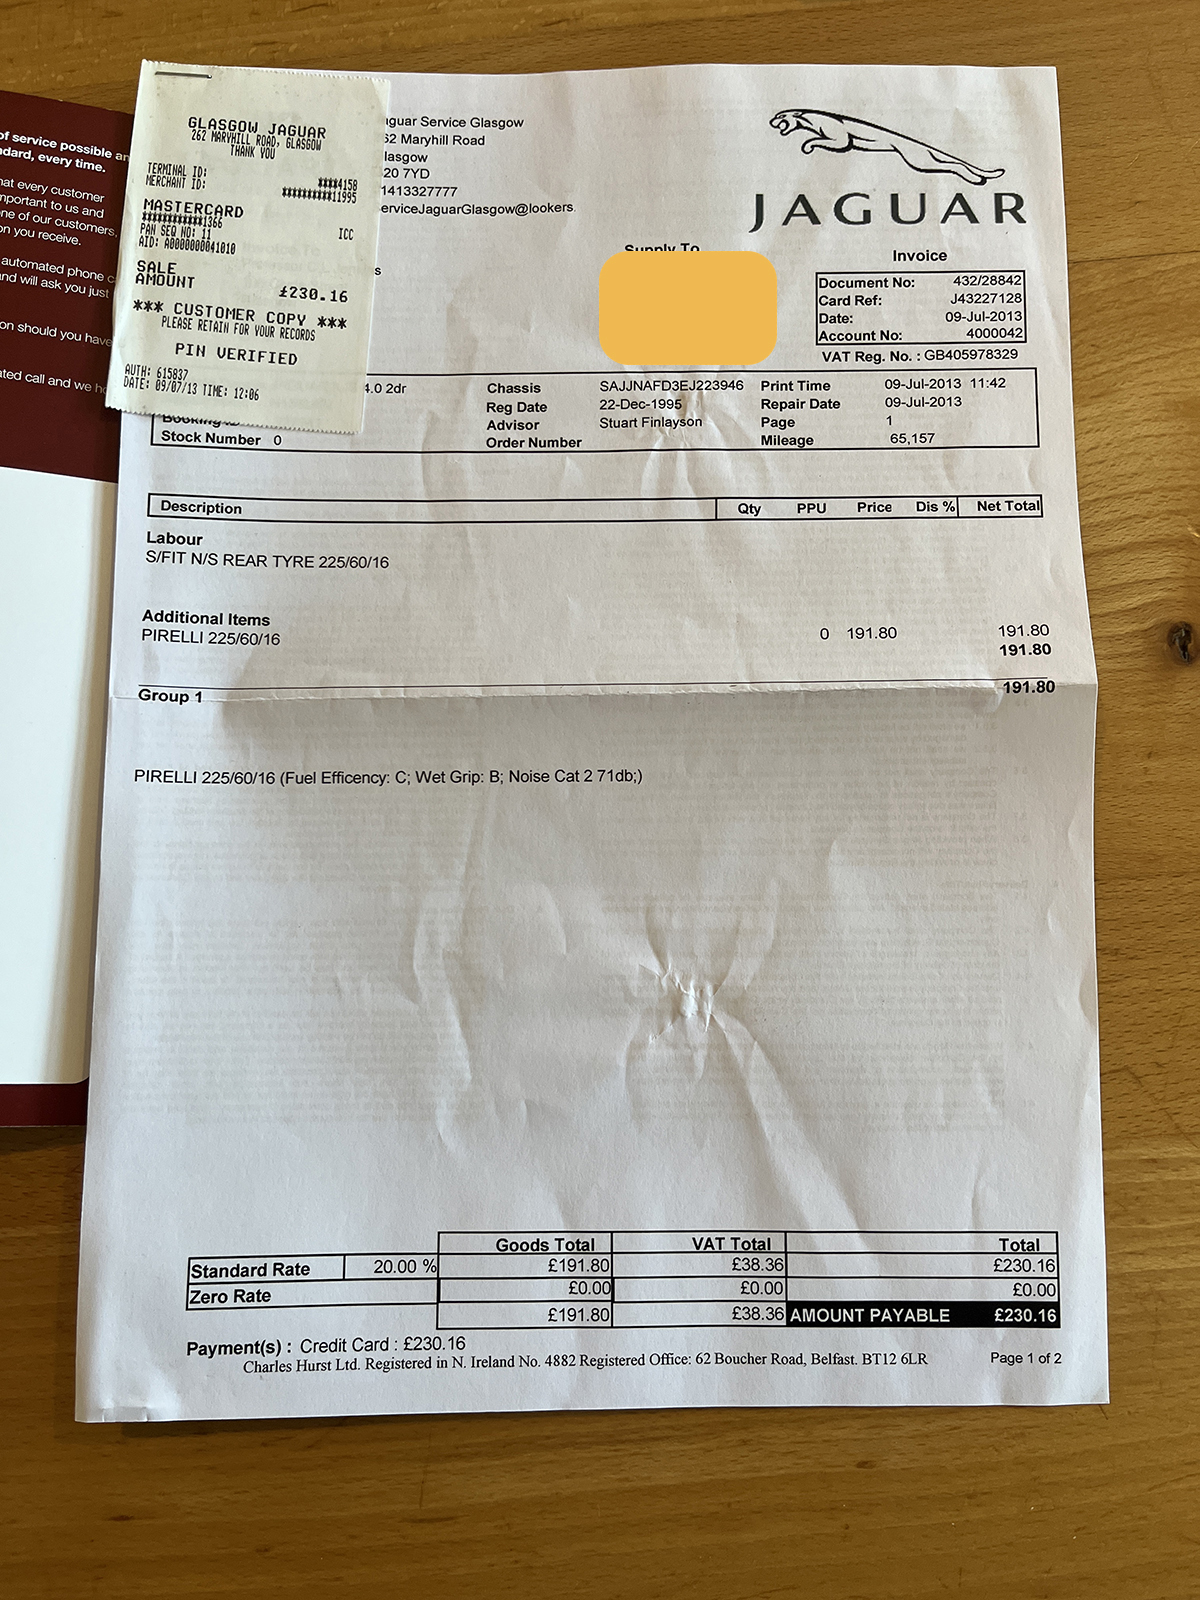 of service possible an
ndard, every time.
hat every customer
mportant to us and
one of our customers,
on you receive.
automated phone c
nd will ask you just
on should you have
ated call and we h
GLASGOW JAGUAR
262 MARYHILL ROAD, GLASGOW
THANK YOU
TERMINAL ID: ****4158
MERCHANT ID: **********11995
MASTERCARD
************1366
PAN SEQ NO: 11 ICC
AID: A0000000041010
SALE
AMOUNT £230.16
*** CUSTOMER COPY ***
PLEASE RETAIN FOR YOUR RECORDS
PIN VERIFIED
AUTH: 615837
DATE: 09/07/13 TIME: 12:06
aguar Service Glasgow
62 Maryhill Road
lasgow
20 7YD
1413327777
erviceJaguarGlasgow@lookers.
s
JAGUAR
Supply To
Invoice
Document No: 432/28842
Card Ref: J43227128
Date: 09-Jul-2013
Account No: 4000042
VAT Reg. No. : GB405978329
4.0 2dr Chassis SAJJNAFD3EJ223946 Print Time 09-Jul-2013 11:42
Reg Date 22-Dec-1995 Repair Date 09-Jul-2013
Advisor Stuart Finlayson Page 1
Stock Number 0 Order Number Mileage 65,157
Description Qty PPU Price Dis % Net Total
Labour
S/FIT N/S REAR TYRE 225/60/16
Additional Items
PIRELLI 225/60/16 0 191.80 191.80
191.80
Group 1 191.80
PIRELLI 225/60/16 (Fuel Efficency: C; Wet Grip: B; Noise Cat 2 71db;)
Goods Total VAT Total Total
Standard Rate 20.00 % £191.80 £38.36 £230.16
Zero Rate £0.00 £0.00 £0.00
£191.80 £38.36 AMOUNT PAYABLE £230.16
Payment(s) : Credit Card : £230.16
Charles Hurst Ltd. Registered in N. Ireland No. 4882 Registered Office: 62 Boucher Road, Belfast. BT12 6LR Page 1 of 2